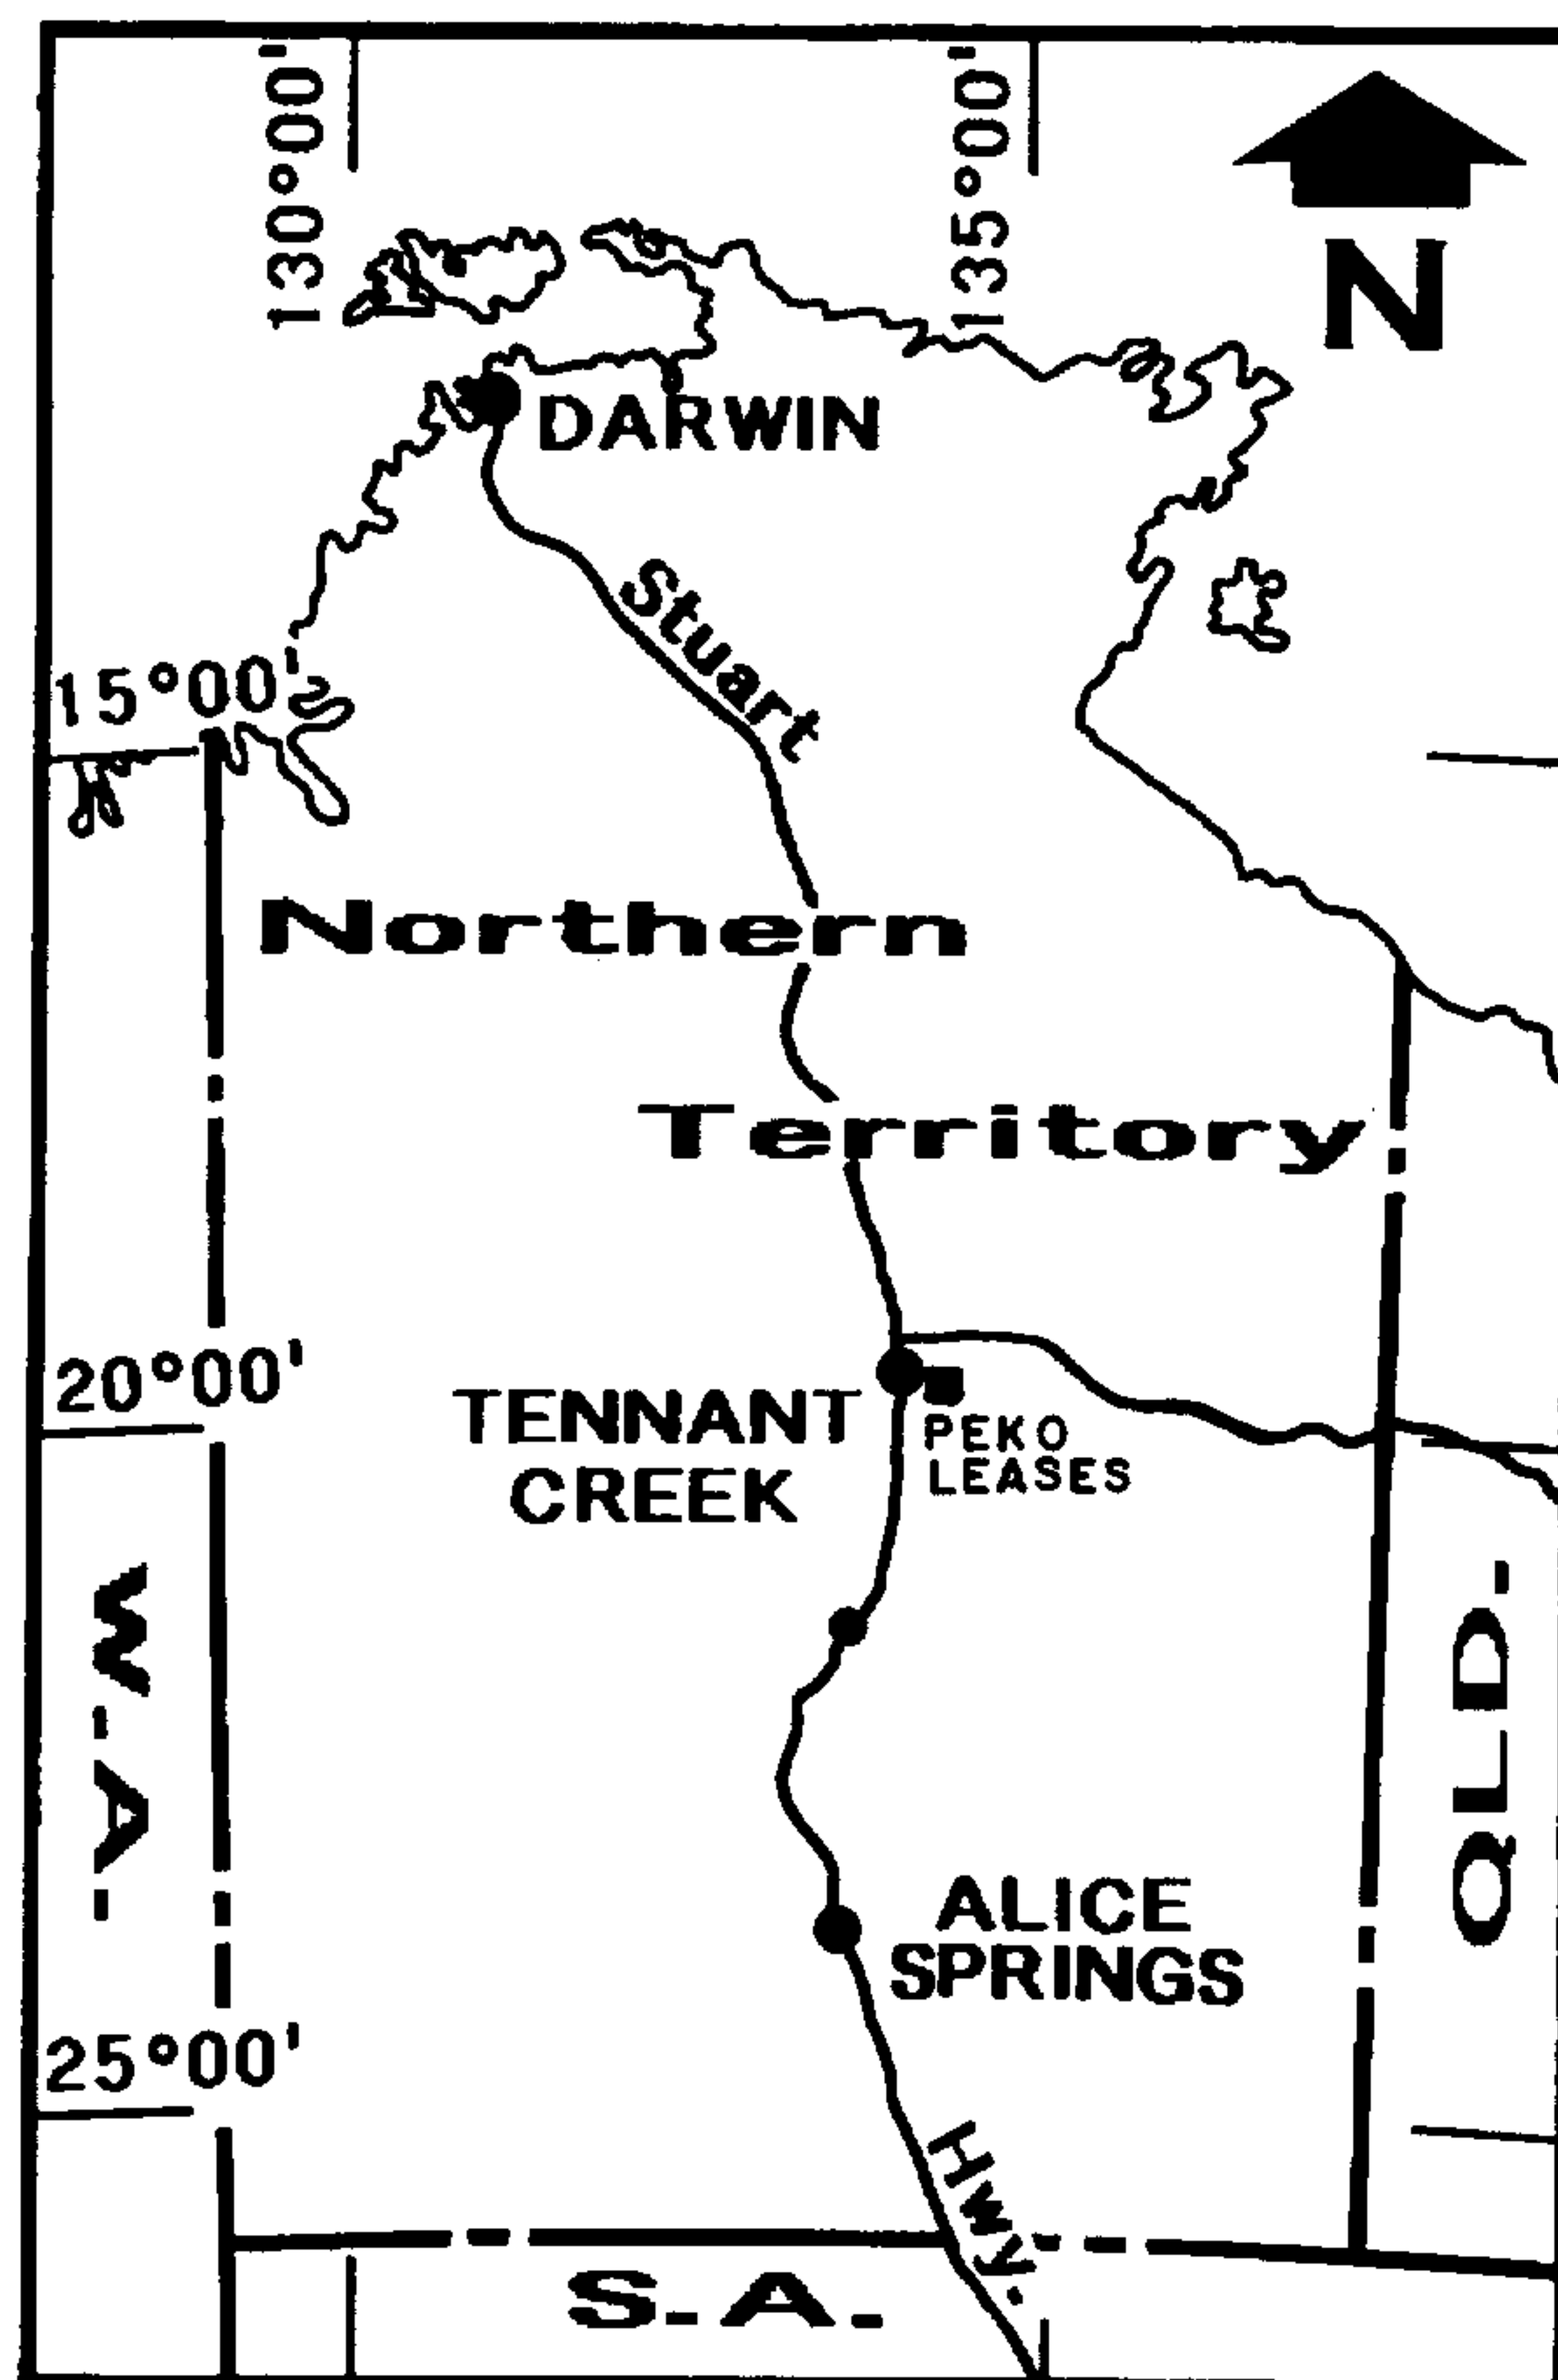 130°00'
135°00'
N
DARWIN
Stuart
15°00'
Northern
Territory
20°00'
TENNANT
CREEK
PEKO
LEASES
W.A.
QLD.
ALICE
SPRINGS
25°00'
Hwy.
S.A.